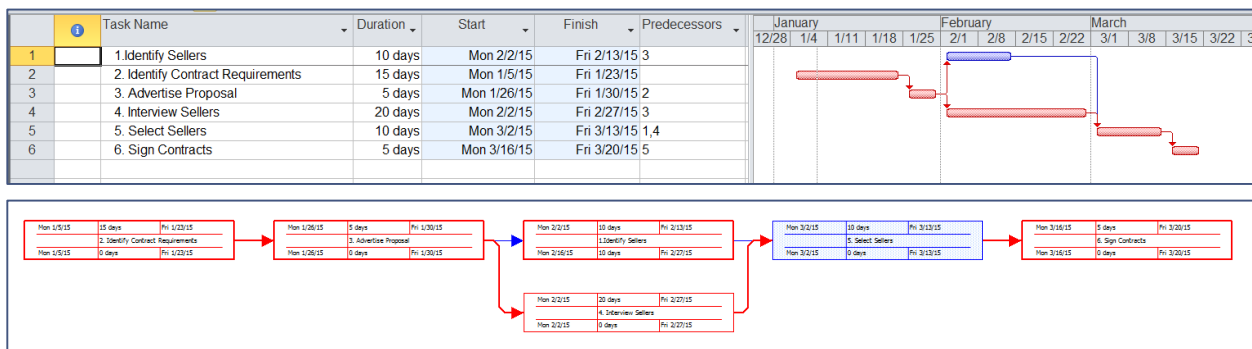 Task Name Duration Start Finish Predecessors
January February March
12/28 1/4 1/11 1/18 1/25 2/1 2/8 2/15 2/22 3/1 3/8 3/15 3/22 3
1 1.Identify Sellers 10 days Mon 2/2/15 Fri 2/13/15 3
2 2. Identify Contract Requirements 15 days Mon 1/5/15 Fri 1/23/15
3 3. Advertise Proposal 5 days Mon 1/26/15 Fri 1/30/15 2
4 4. Interview Sellers 20 days Mon 2/2/15 Fri 2/27/15 3
5 5. Select Sellers 10 days Mon 3/2/15 Fri 3/13/15 1,4
6 6. Sign Contracts 5 days Mon 3/16/15 Fri 3/20/15 5
Mon 1/5/15 15 days Fri 1/23/15
2. Identify Contract Requirements
Mon 1/5/15 0 days Fri 1/23/15
Mon 1/26/15 5 days Fri 1/30/15
3. Advertise Proposal
Mon 1/26/15 0 days Fri 1/30/15
Mon 2/2/15 10 days Fri 2/13/15
1.Identify Sellers
Mon 2/16/15 10 days Fri 2/27/15
Mon 3/2/15 10 days Fri 3/13/15
5. Select Sellers
Mon 3/2/15 0 days Fri 3/13/15
Mon 3/16/15 5 days Fri 3/20/15
6. Sign Contracts
Mon 3/16/15 0 days Fri 3/20/15
Mon 2/2/15 20 days Fri 2/27/15
4. Interview Sellers
Mon 2/2/15 0 days Fri 2/27/15